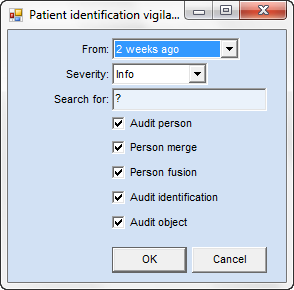 Patient identification vigila...
From: 2 weeks ago
Severity: Info
Search for: ?
Audit person
Person merge
Person fusion
Audit identification
Audit object
OK Cancel